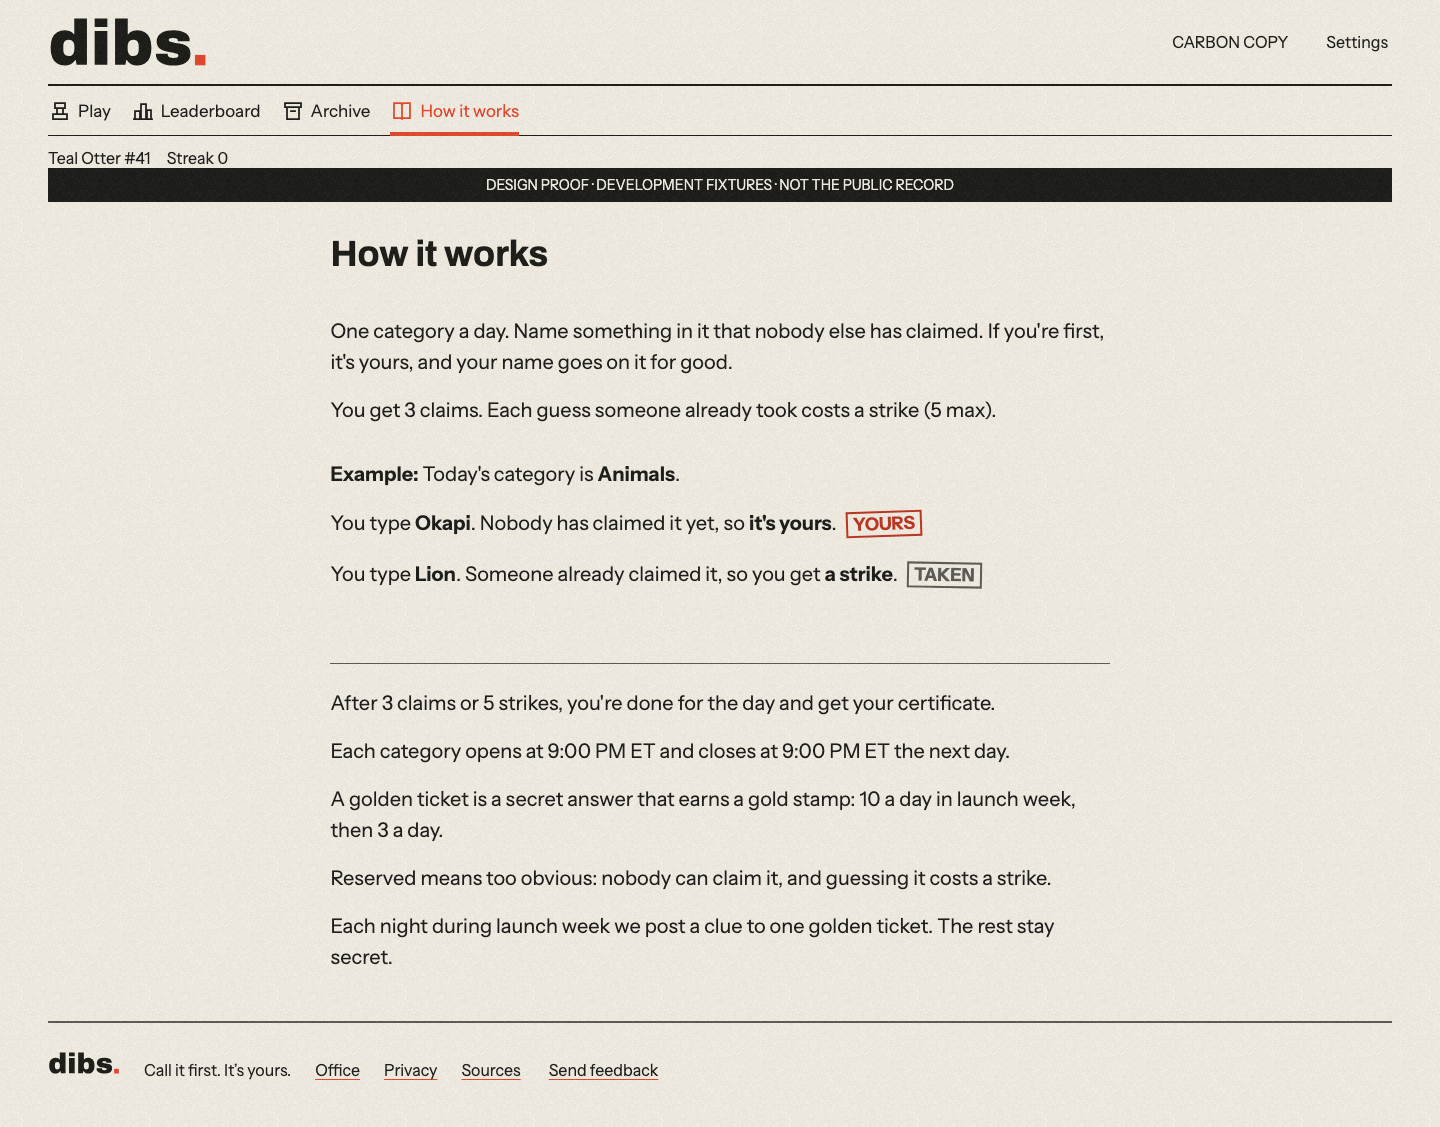 dibs.
CARBON COPY Settings
Play Leaderboard Archive How it works
Teal Otter #41 Streak 0
DESIGN PROOF · DEVELOPMENT FIXTURES · NOT THE PUBLIC RECORD
How it works
One category a day. Name something in it that nobody else has claimed. If you're first,
it's yours, and your name goes on it for good.
You get 3 claims. Each guess someone already took costs a strike (5 max).
Example: Today's category is Animals.
You type Okapi. Nobody has claimed it yet, so it's yours. YOURS
You type Lion. Someone already claimed it, so you get a strike. TAKEN
After 3 claims or 5 strikes, you're done for the day and get your certificate.
Each category opens at 9:00 PM ET and closes at 9:00 PM ET the next day.
A golden ticket is a secret answer that earns a gold stamp: 10 a day in launch week,
then 3 a day.
Reserved means too obvious: nobody can claim it, and guessing it costs a strike.
Each night during launch week we post a clue to one golden ticket. The rest stay
secret.
dibs. Call it first. It's yours. Office Privacy Sources Send feedback